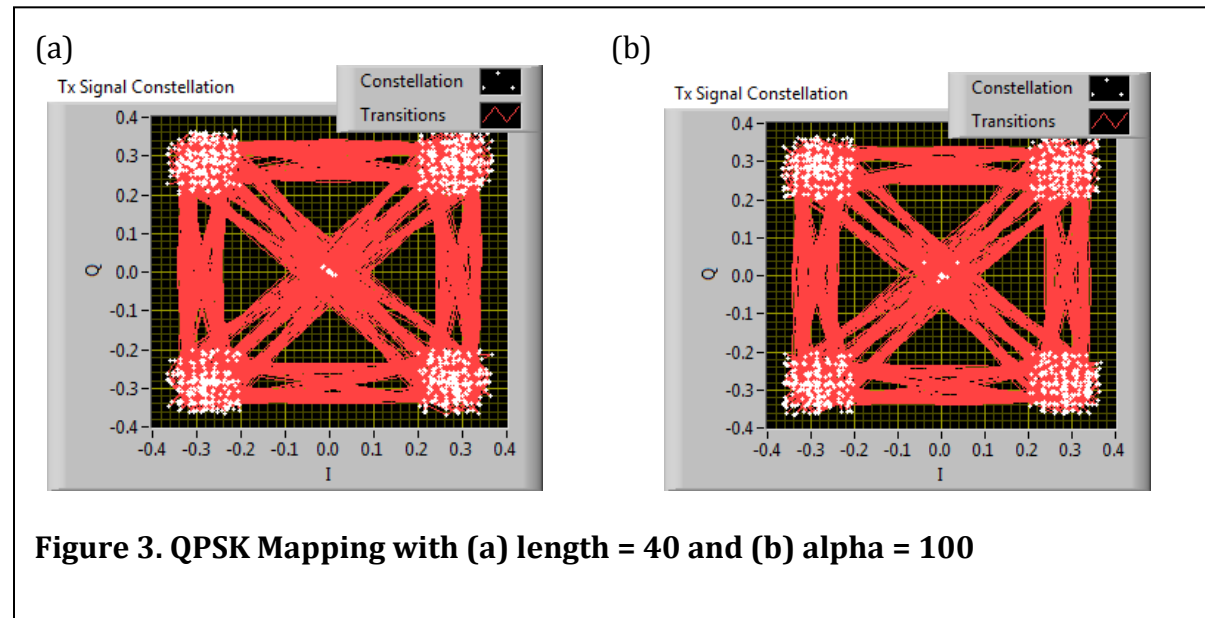 (a)
Tx Signal Constellation
Constellation
Transitions
0.4
0.3
0.2
0.1
0.0
-0.1
-0.2
-0.3
-0.4
Q
-0.4 -0.3 -0.2 -0.1 0.0 0.1 0.2 0.3 0.4
I
(b)
Tx Signal Constellation
Constellation
Transitions
0.4
0.3
0.2
0.1
0.0
-0.1
-0.2
-0.3
-0.4
Q
-0.4 -0.3 -0.2 -0.1 0.0 0.1 0.2 0.3 0.4
I
Figure 3. QPSK Mapping with (a) length = 40 and (b) alpha = 100